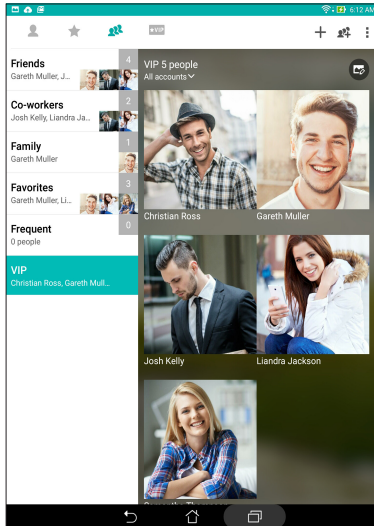 6:12 AM
VIP
Friends
4
Gareth Muller, J...
Co-workers
2
Josh Kelly, Liandra Ja...
Family
1
Gareth Muller
Favorites
3
Gareth Muller, Li...
Frequent
0
0 people
VIP
Christian Ross, Gareth Mull...
VIP 5 people
All accounts
Christian Ross
Gareth Muller
Josh Kelly
Liandra Jackson